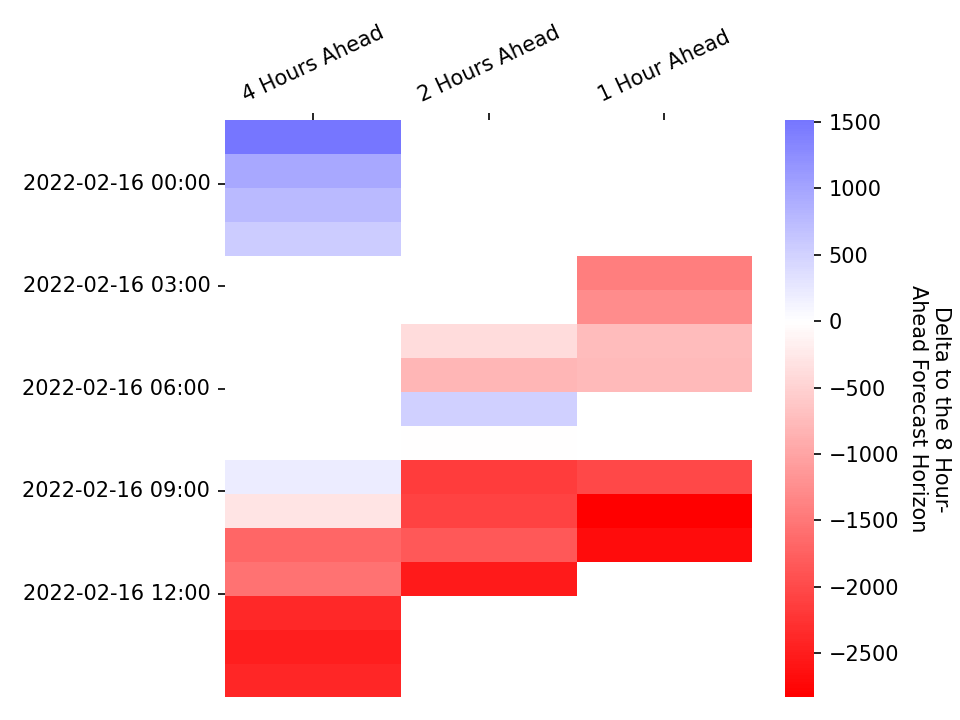 4 Hours Ahead
2 Hours Ahead
1 Hour Ahead
2022-02-16 00:00
2022-02-16 03:00
2022-02-16 06:00
2022-02-16 09:00
2022-02-16 12:00
1500
1000
500
0
−500
−1000
−1500
−2000
−2500
Delta to the 8 Hour-
Ahead Forecast Horizon